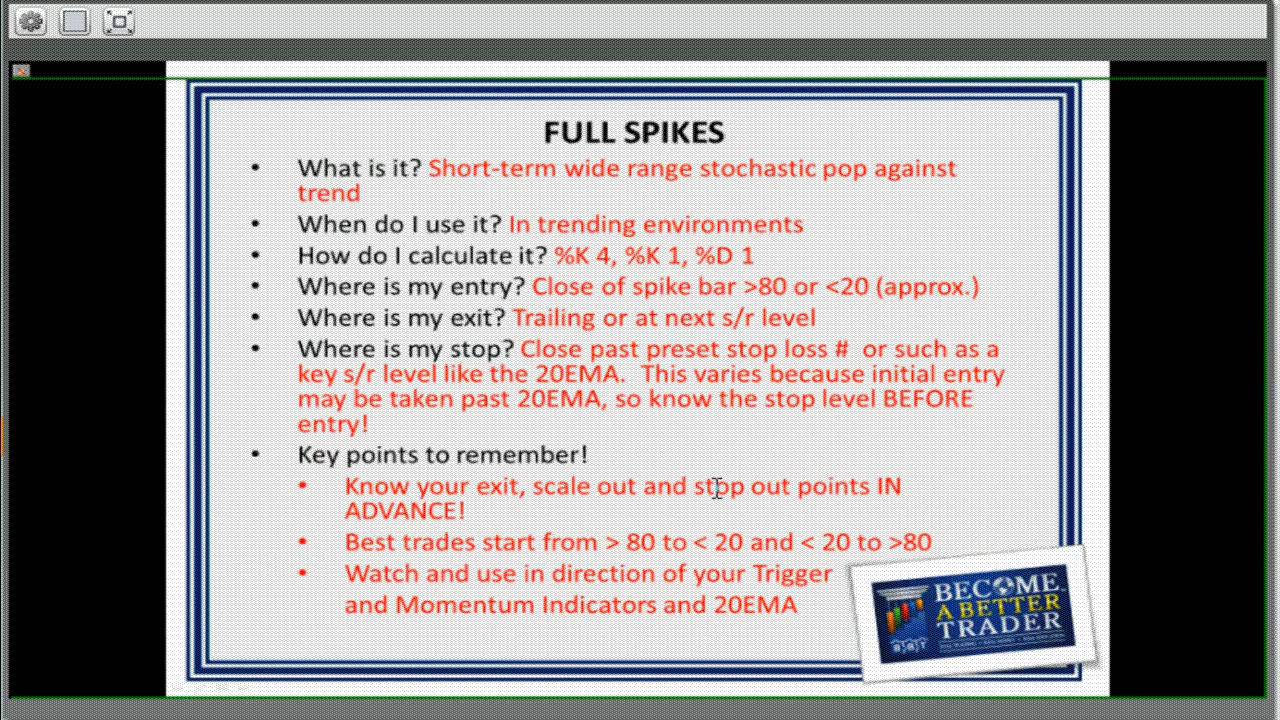 FULL SPIKES
• What is it? Short-term wide range stochastic pop against
trend
• When do I use it? In trending environments
• How do I calculate it? %K 4, %K 1, %D 1
• Where is my entry? Close of spike bar >80 or <20 (approx.)
• Where is my exit? Trailing or at next s/r level
• Where is my stop? Close past preset stop loss #  or such as a
key s/r level like the 20EMA.  This varies because initial entry
may be taken past 20EMA, so know the stop level BEFORE
entry!
• Key points to remember!
• Know your exit, scale out and stop out points IN
ADVANCE!
• Best trades start from > 80 to < 20 and < 20 to >80
• Watch and use in direction of your Trigger
and Momentum Indicators and 20EMA
BECOME
A BETTER
TRADER